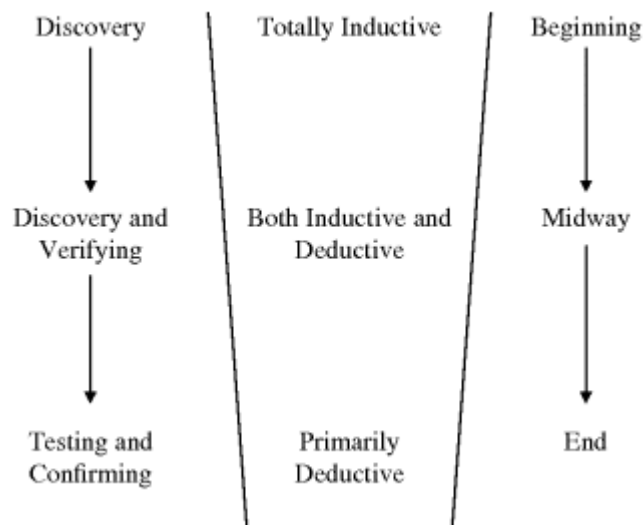 Discovery
Totally Inductive
Beginning
Discovery and
Verifying
Both Inductive and
Deductive
Midway
Testing and
Confirming
Primarily
Deductive
End